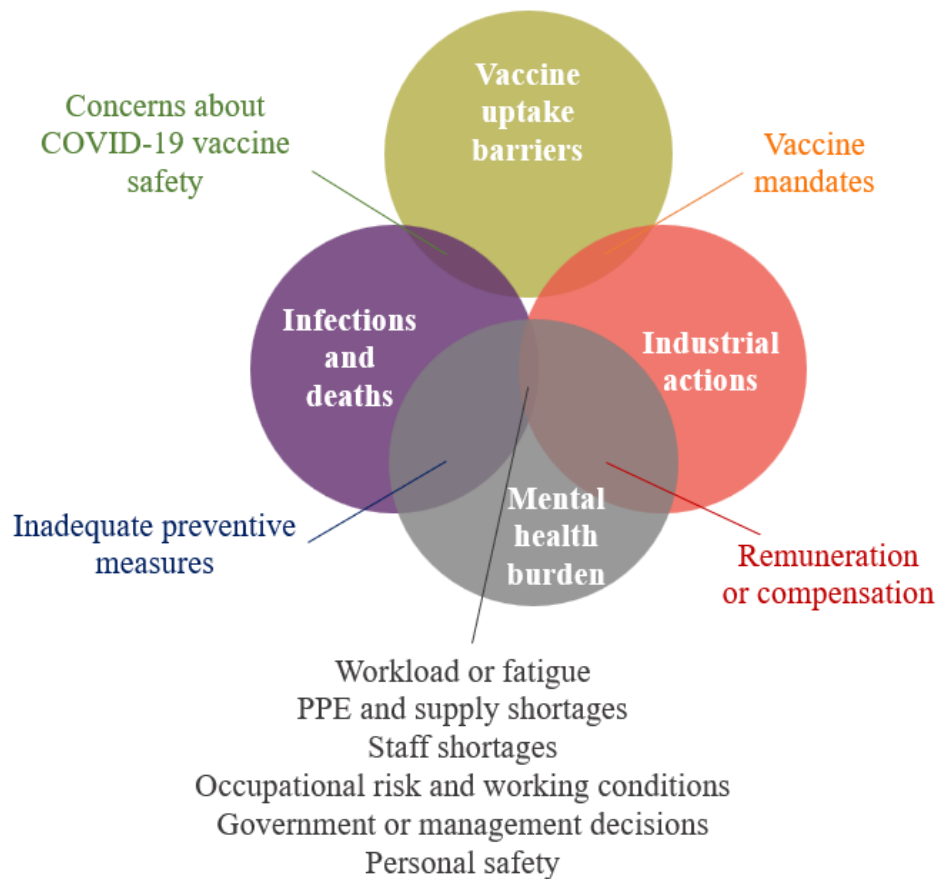 Vaccine
uptake
barriers
Concerns about
COVID-19 vaccine
safety
Vaccine
mandates
Infections
and
deaths
Industrial
actions
Mental
health
burden
Inadequate preventive
measures
Remuneration
or compensation
Workload or fatigue
PPE and supply shortages
Staff shortages
Occupational risk and working conditions
Government or management decisions
Personal safety